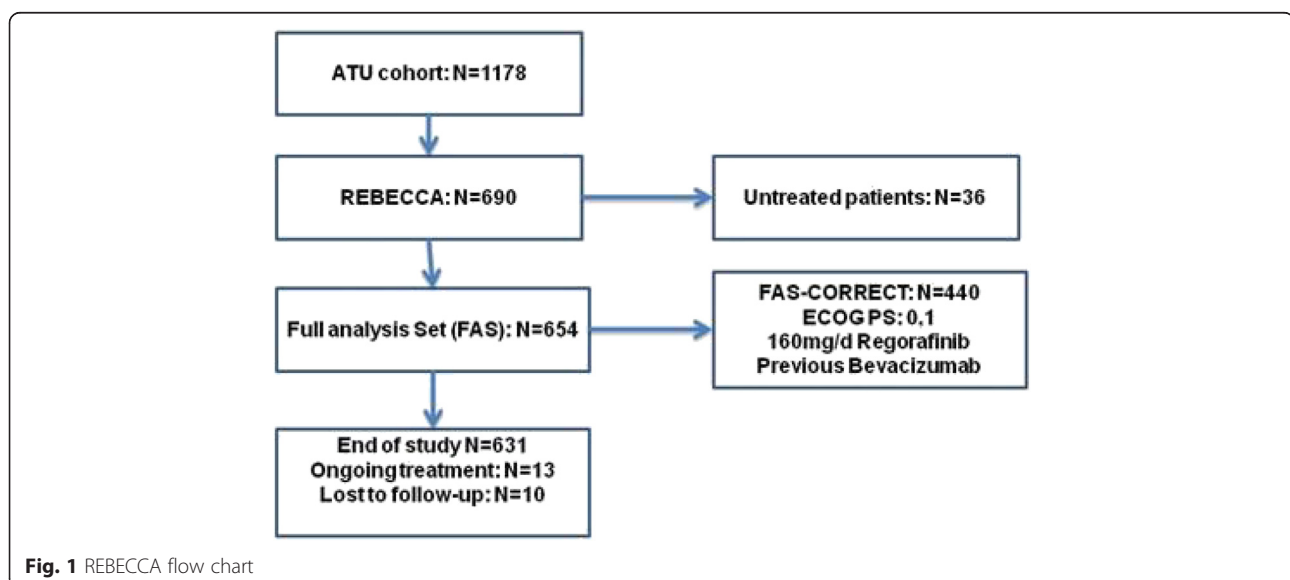 ATU cohort: N=1178
REBECCA: N=690
Untreated patients: N=36
Full analysis Set (FAS): N=654
FAS-CORRECT: N=440
ECOG PS: 0,1
160mg/d Regorafinib
Previous Bevacizumab
End of study N=631
Ongoing treatment: N=13
Lost to follow-up: N=10
Fig. 1 REBECCA flow chart